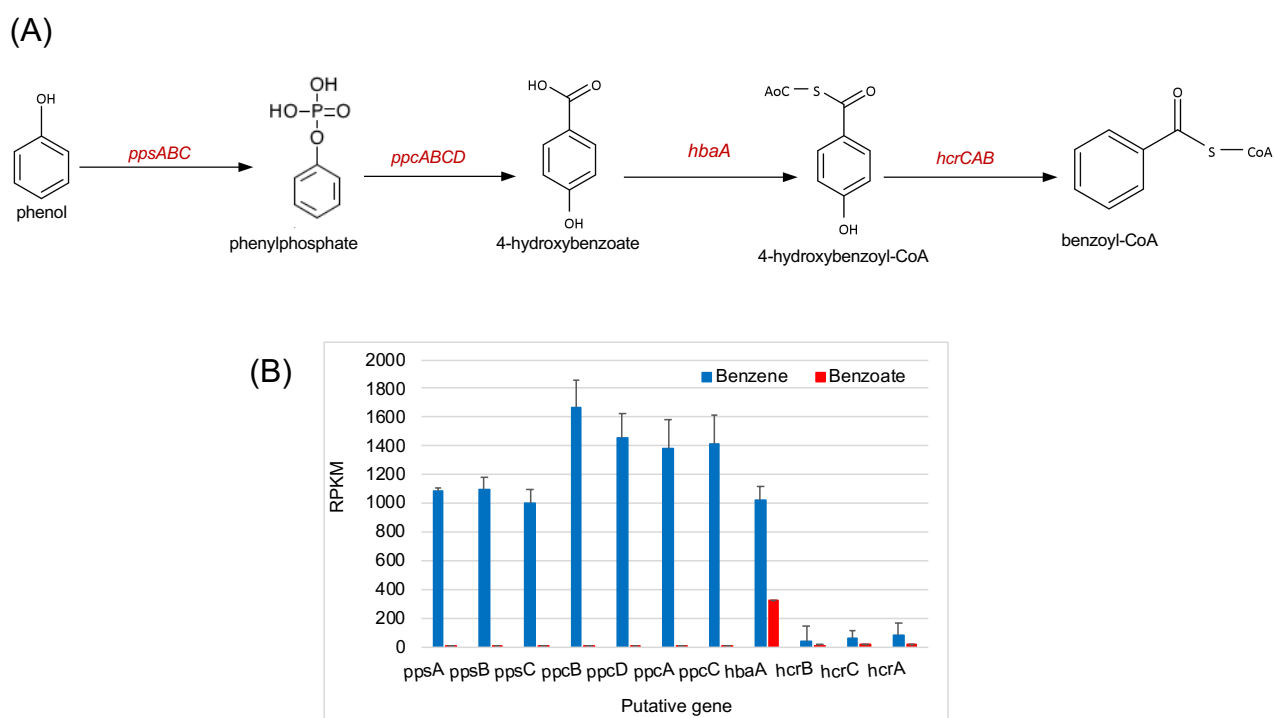 (A)
OH
phenol
ppsABC
OH
HO-P=O
O
phenylphosphate
ppcABCD
HO O
OH
4-hydroxybenzoate
hbaA
AoC - S O
OH
4-hydroxybenzoyl-CoA
hcrCAB
O
S - CoA
benzoyl-CoA
(B)
Benzene Benzoate
2000
1800
1600
1400
1200
1000
800
600
400
200
0
RPKM
ppsA ppsB ppsC ppcB ppcD ppcA ppcC hbaA hcrB hcrC hcrA
Putative gene